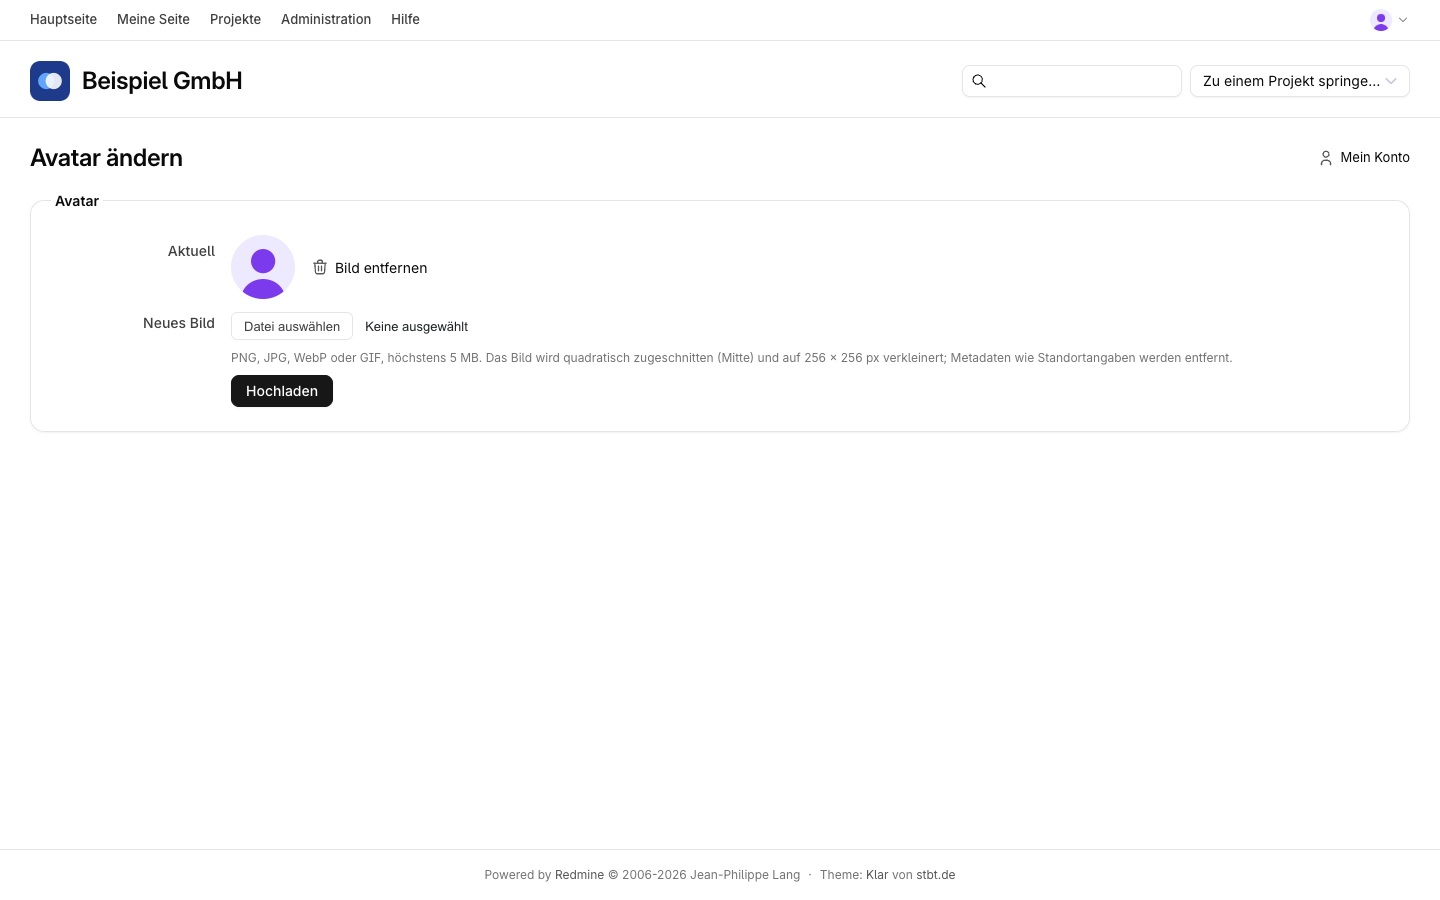 Hauptseite Meine Seite Projekte Administration Hilfe
Beispiel GmbH
Zu einem Projekt springe...
Avatar ändern
Mein Konto
Avatar
Aktuell
Bild entfernen
Neues Bild
Datei auswählen Keine ausgewählt
PNG, JPG, WebP oder GIF, höchstens 5 MB. Das Bild wird quadratisch zugeschnitten (Mitte) und auf 256 × 256 px verkleinert; Metadaten wie Standortangaben werden entfernt.
Hochladen
Powered by Redmine © 2006-2026 Jean-Philippe Lang · Theme: Klar von stbt.de